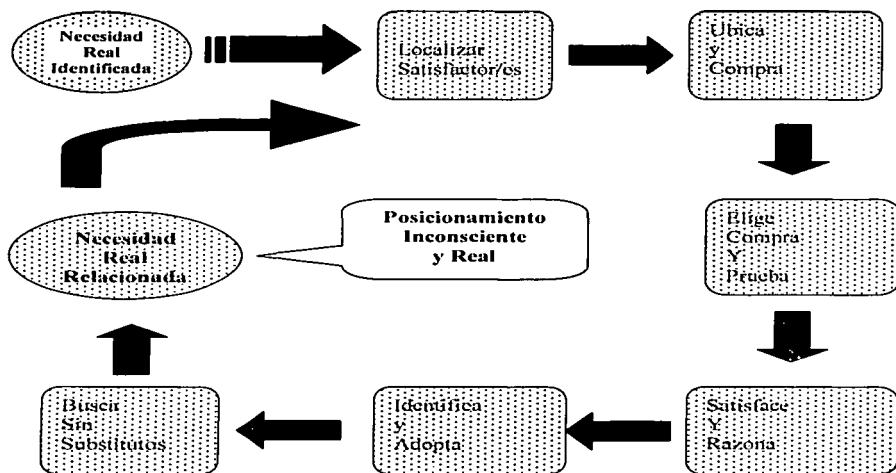 Necesidad
Real
Identificada
Localizar
Satisfactor/es
Ubica
y
Compra
Elige
Compra
Y
Prueba
Satisface
Y
Razona
Identifica
y
Adopta
Busca
Sin
Substitutos
Necesidad
Real
Relacionada
Posicionamiento
Inconsciente
y Real